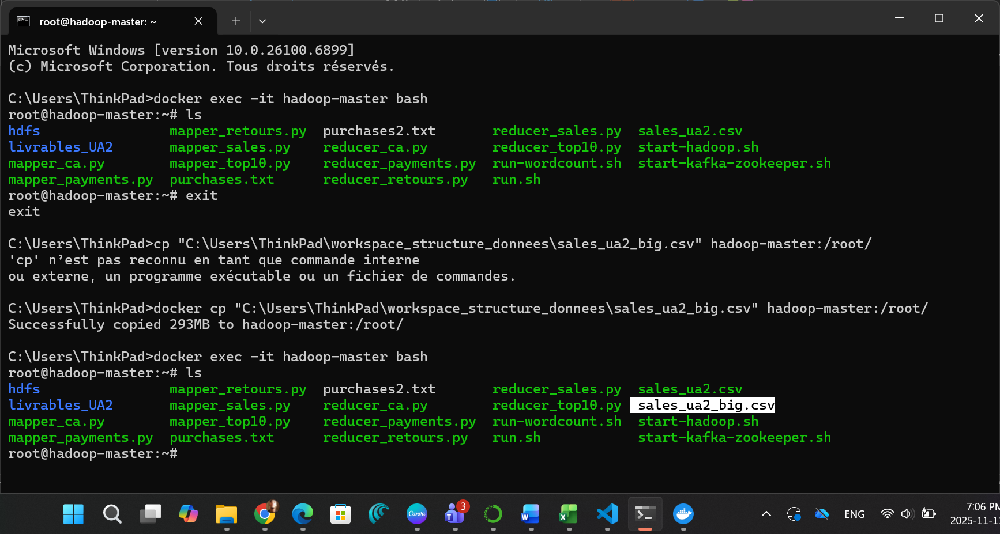 root@hadoop-master: ~
Microsoft Windows [version 10.0.26100.6899]
(c) Microsoft Corporation. Tous droits réservés.
C:\Users\ThinkPad>docker exec -it hadoop-master bash
root@hadoop-master:~# ls
hdfs mapper_retours.py purchases2.txt reducer_sales.py sales_ua2.csv
livrables_UA2 mapper_sales.py reducer_ca.py reducer_top10.py start-hadoop.sh
mapper_ca.py mapper_top10.py reducer_payments.py run-wordcount.sh start-kafka-zookeeper.sh
mapper_payments.py purchases.txt reducer_retours.py run.sh
root@hadoop-master:~# exit
exit
C:\Users\ThinkPad>cp "C:\Users\ThinkPad\workspace_structure_donnees\sales_ua2_big.csv" hadoop-master:/root/
'cp' n’est pas reconnu en tant que commande interne
ou externe, un programme exécutable ou un fichier de commandes.
C:\Users\ThinkPad>docker cp "C:\Users\ThinkPad\workspace_structure_donnees\sales_ua2_big.csv" hadoop-master:/root/
Successfully copied 293MB to hadoop-master:/root/
C:\Users\ThinkPad>docker exec -it hadoop-master bash
root@hadoop-master:~# ls
hdfs mapper_retours.py purchases2.txt reducer_sales.py sales_ua2.csv
livrables_UA2 mapper_sales.py reducer_ca.py reducer_top10.py sales_ua2_big.csv
mapper_ca.py mapper_top10.py reducer_payments.py run-wordcount.sh start-hadoop.sh
mapper_payments.py purchases.txt reducer_retours.py run.sh start-kafka-zookeeper.sh
root@hadoop-master:~#
Canva
T
3
W
X
ENG
7:06 PM
2025-11-11